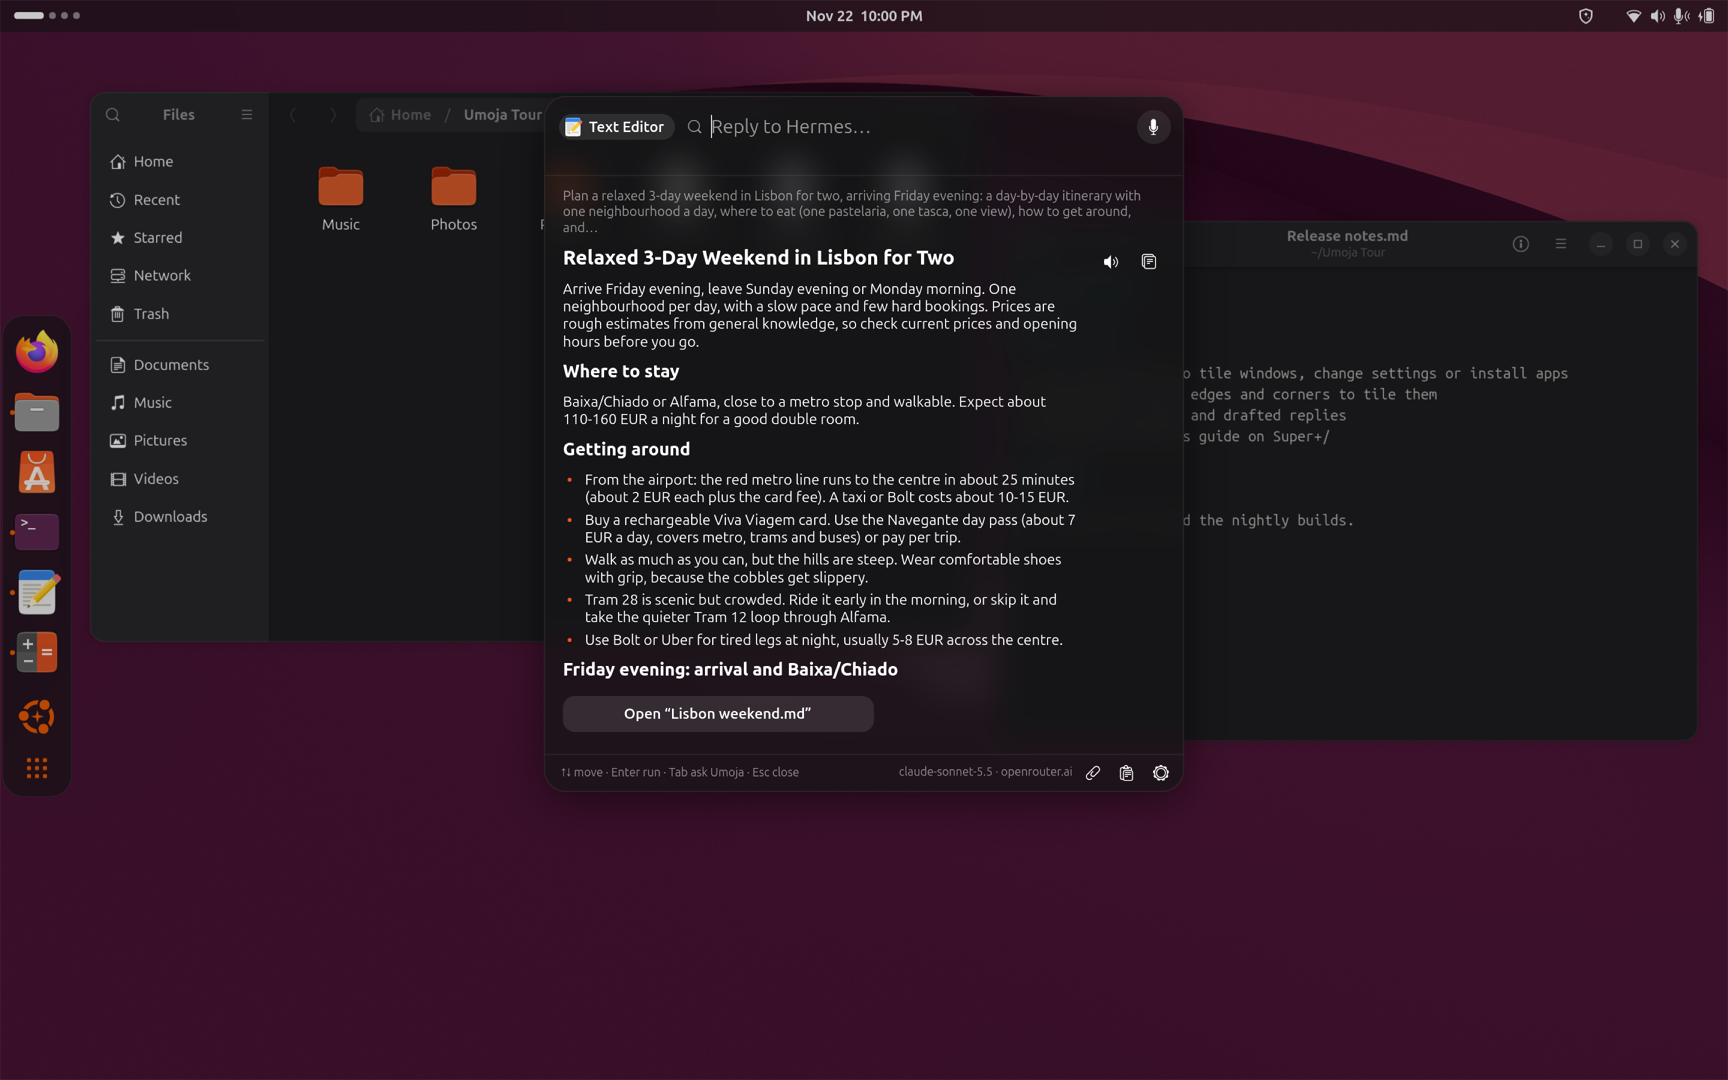 Nov 22 10:00 PM
Files
Home / Umoja Tour
Home
Recent
Starred
Network
Trash
Documents
Music
Pictures
Videos
Downloads
Music
Photos
Text Editor
Reply to Hermes…
Plan a relaxed 3-day weekend in Lisbon for two, arriving Friday evening: a day-by-day itinerary with
one neighbourhood a day, where to eat (one pastelaria, one tasca, one view), how to get around,
and…
Relaxed 3-Day Weekend in Lisbon for Two
Arrive Friday evening, leave Sunday evening or Monday morning. One
neighbourhood per day, with a slow pace and few hard bookings. Prices are
rough estimates from general knowledge, so check current prices and opening
hours before you go.
Where to stay
Baixa/Chiado or Alfama, close to a metro stop and walkable. Expect about
110-160 EUR a night for a good double room.
Getting around
• From the airport: the red metro line runs to the centre in about 25 minutes
(about 2 EUR each plus the card fee). A taxi or Bolt costs about 10-15 EUR.
• Buy a rechargeable Viva Viagem card. Use the Navegante day pass (about 7
EUR a day, covers metro, trams and buses) or pay per trip.
• Walk as much as you can, but the hills are steep. Wear comfortable shoes
with grip, because the cobbles get slippery.
• Tram 28 is scenic but crowded. Ride it early in the morning, or skip it and
take the quieter Tram 12 loop through Alfama.
• Use Bolt or Uber for tired legs at night, usually 5-8 EUR across the centre.
Friday evening: arrival and Baixa/Chiado
Open “Lisbon weekend.md”
↑↓ move · Enter run · Tab ask Umoja · Esc close
claude-sonnet-5.5 · openrouter.ai
Release notes.md
~/Umoja Tour
o tile windows, change settings or install apps
edges and corners to tile them
and drafted replies
s guide on Super+/
d the nightly builds.